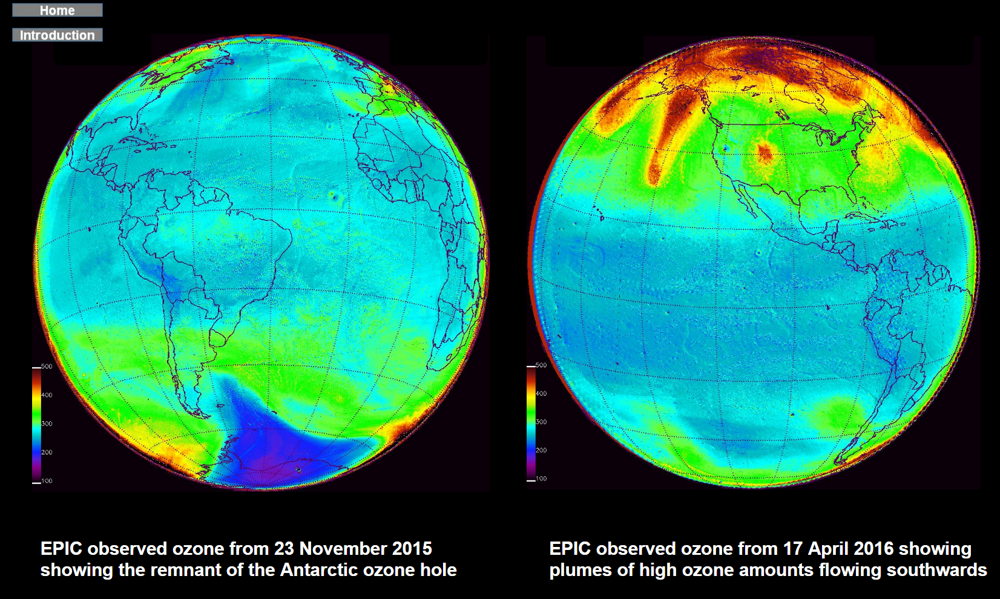 Home
Introduction
500
400
300
200
100
500
400
300
200
100
EPIC observed ozone from 23 November 2015
showing the remnant of the Antarctic ozone hole
EPIC observed ozone from 17 April 2016 showing
plumes of high ozone amounts flowing southwards